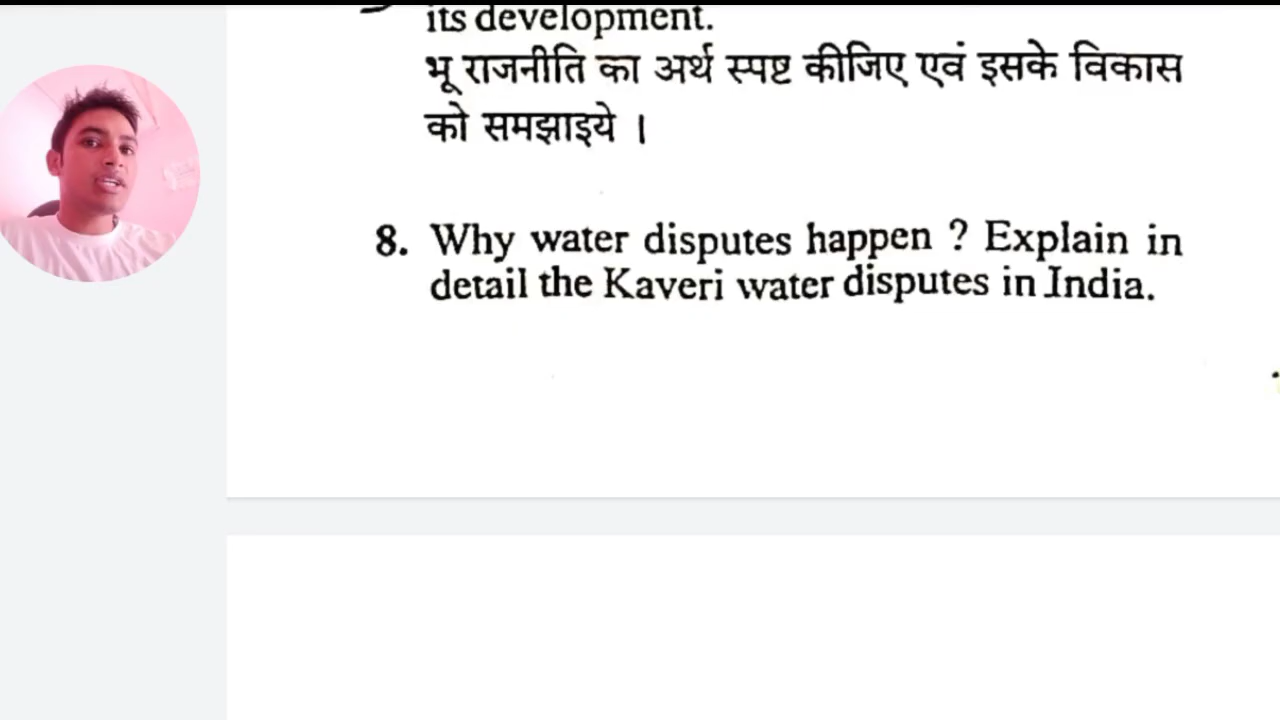 its development.
भू राजनीति का अर्थ स्पष्ट कीजिए एवं इसके विकास
को समझाइये ।
8. Why water disputes happen ? Explain in
detail the Kaveri water disputes in India.